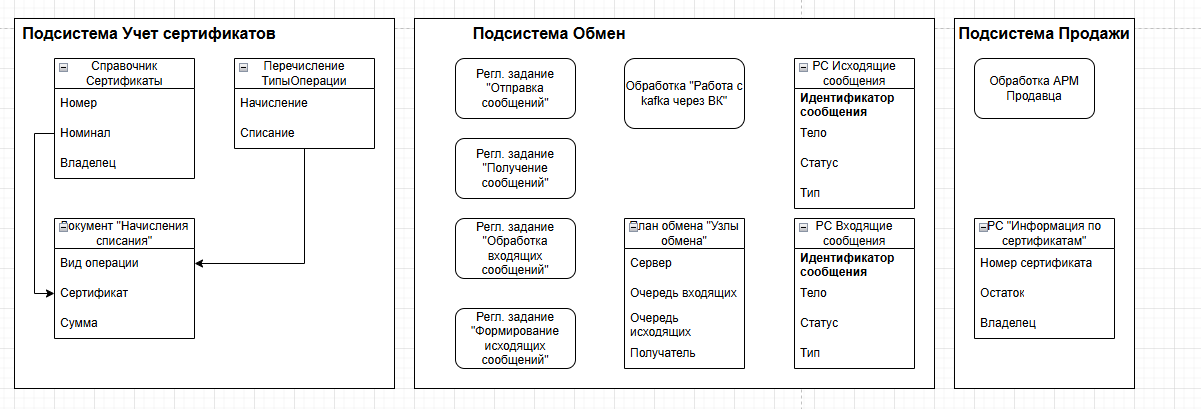 Подсистема Учет сертификатов
Справочник
Сертификаты
Номер
Номинал
Владелец
Перечисление
ТипыОперации
Начисление
Списание
Документ "Начисления
списания"
Вид операции
Сертификат
Сумма
Подсистема Обмен
Регл. задание
"Отправка
сообщений"
Регл. задание
"Получение
сообщений"
Регл. задание
"Обработка
входящих
сообщений"
Регл. задание
"Формирование
исходящих
сообщений"
Обработка "Работа с
kafka через ВК"
План обмена "Узлы
обмена"
Сервер
Очередь входящих
Очередь
исходящих
Получатель
РС Исходящие
сообщения
Идентификатор
сообщения
Тело
Статус
Тип
РС Входящие
сообщения
Идентификатор
сообщения
Тело
Статус
Тип
Подсистема Продажи
Обработка АРМ
Продавца
РС "Информация по
сертификатам"
Номер сертификата
Остаток
Владелец